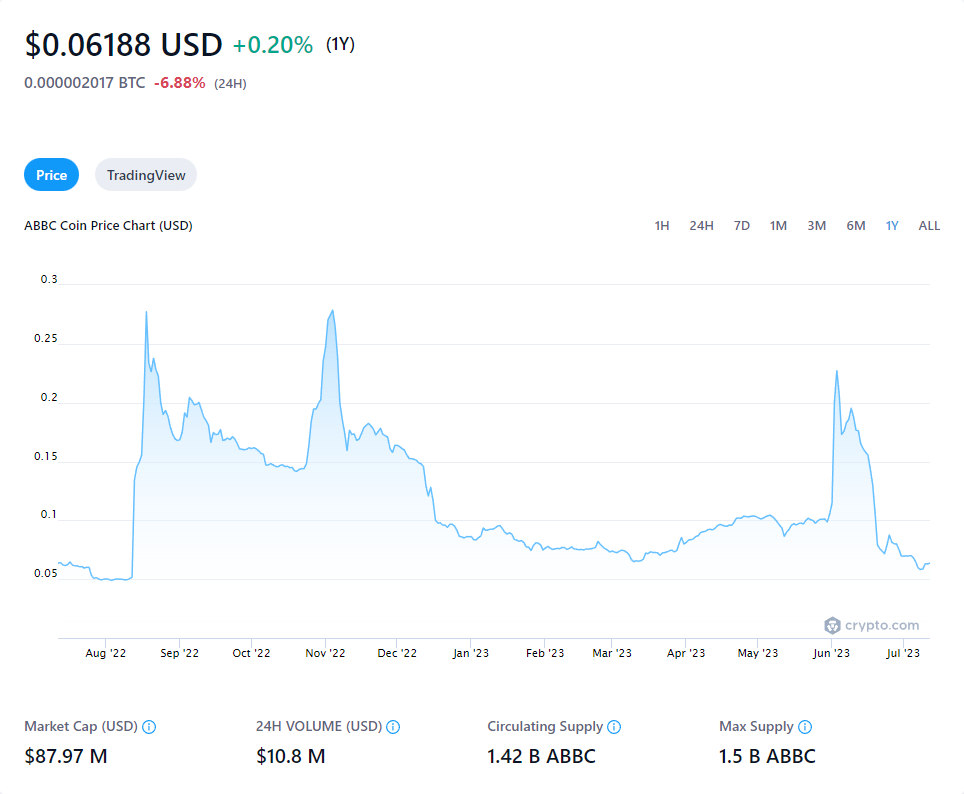 $0.06188 USD +0.20% (1Y)
0.000002017 BTC -6.88% (24H)
Price TradingView
ABBC Coin Price Chart (USD) 1H 24H 7D 1M 3M 6M 1Y ALL
0.3
0.25
0.2
0.15
0.1
0.05
crypto.com
Aug '22 Sep '22 Oct '22 Nov '22 Dec '22 Jan '23 Feb '23 Mar '23 Apr '23 May '23 Jun '23 Jul '23
Market Cap (USD) 24H VOLUME (USD) Circulating Supply Max Supply
$87.97 M $10.8 M 1.42 B ABBC 1.5 B ABBC